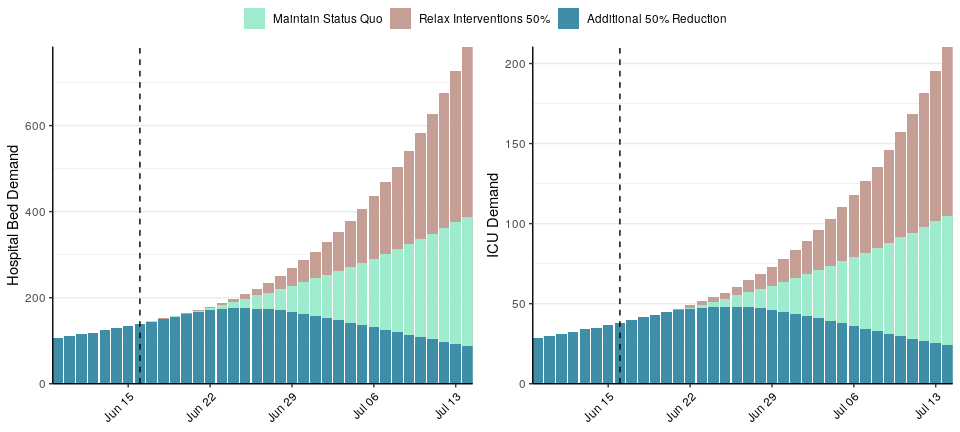 Maintain Status Quo Relax Interventions 50% Additional 50% Reduction
Hospital Bed Demand
600
400
200
0
Jun 15 Jun 22 Jun 29 Jul 06 Jul 13
ICU Demand
200
150
100
50
0
Jun 15 Jun 22 Jun 29 Jul 06 Jul 13